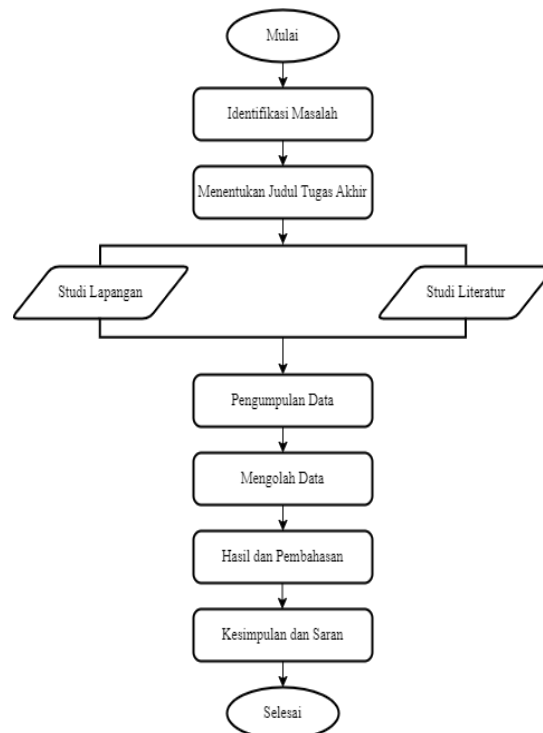 Mulai
Identifikasi Masalah
Menentukan Judul Tugas Akhir
Studi Lapangan
Studi Literatur
Pengumpulan Data
Mengolah Data
Hasil dan Pembahasan
Kesimpulan dan Saran
Selesai